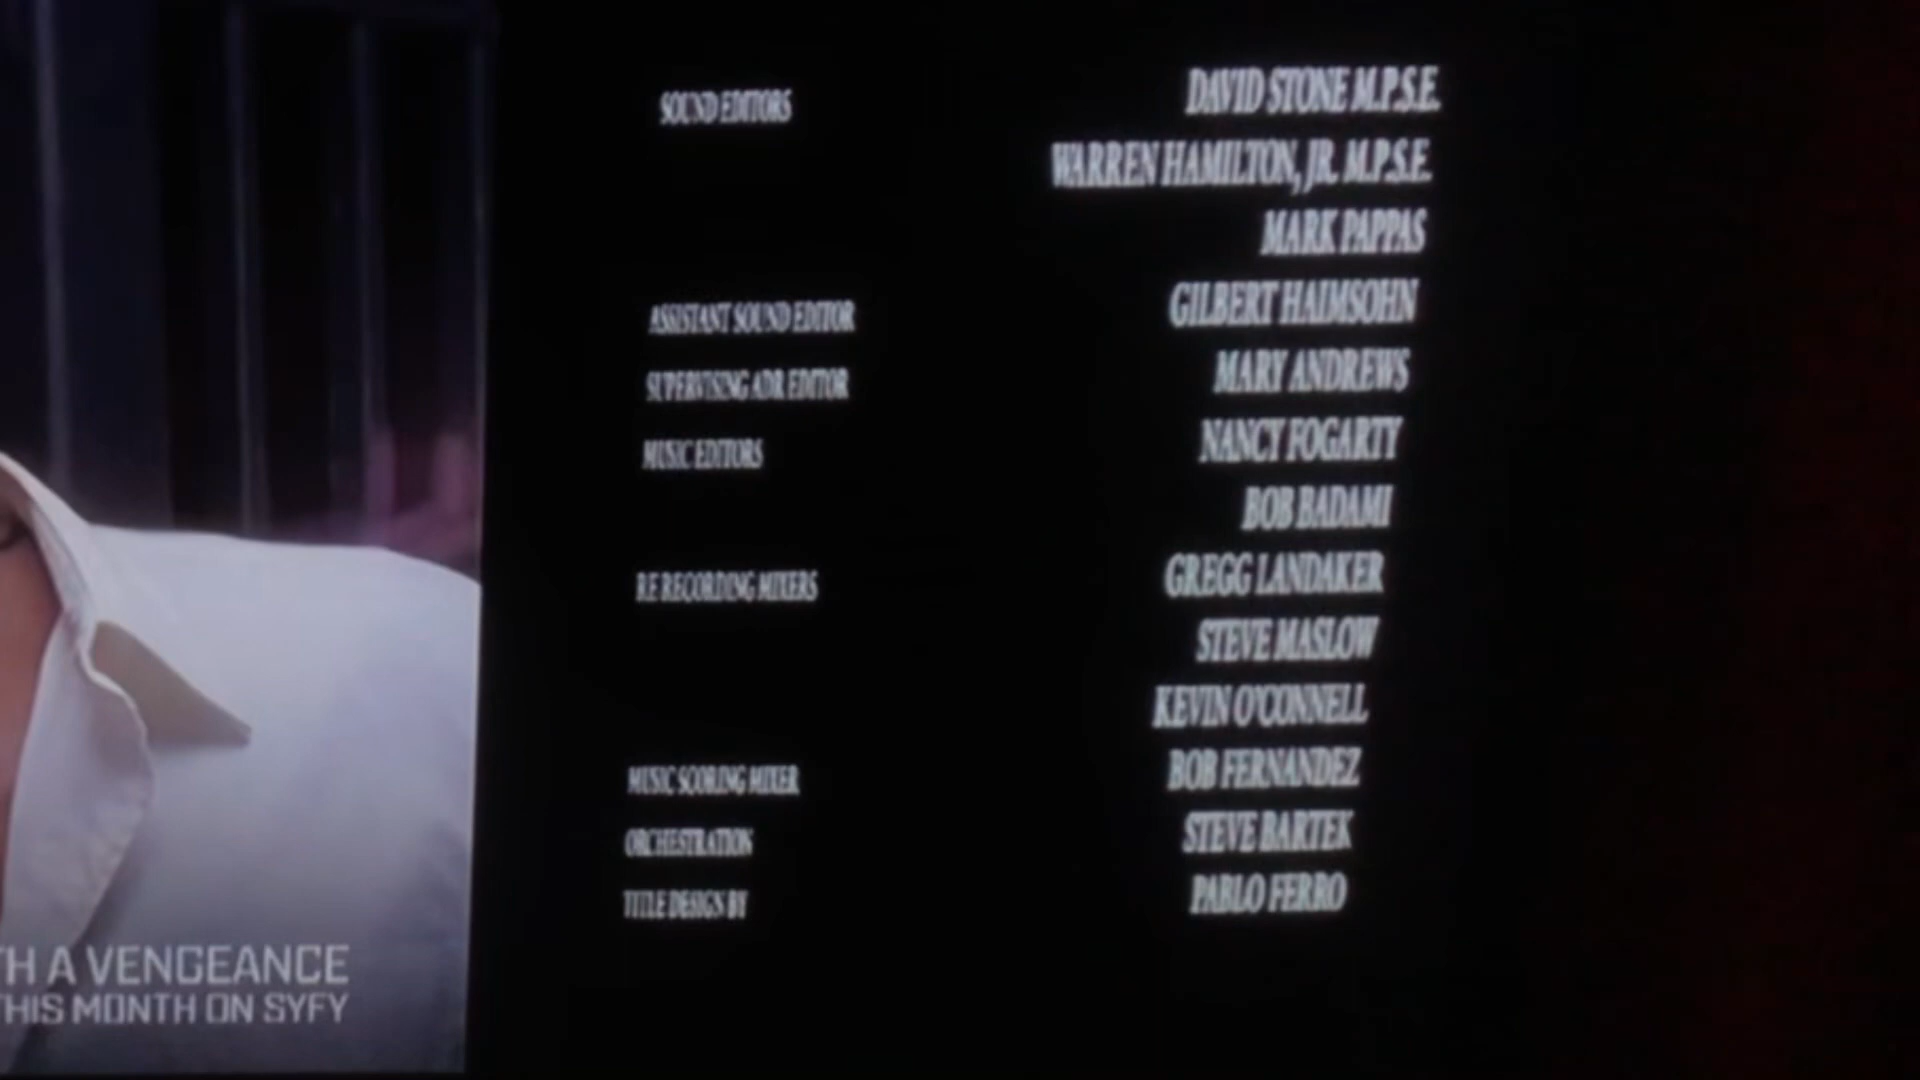 SOUND EDITORS DAVID STONE M.P.S.E.
WARREN HAMILTON, JR. M.P.S.E.
MARK PAPPAS
ASSISTANT SOUND EDITOR GILBERT HAIMSOHN
SUPERVISING ADR EDITOR MARY ANDREWS
MUSIC EDITORS NANCY FOGARTY
BOB BADAMI
RE RECORDING MIXERS GREGG LANDAKER
STEVE MASLOW
KEVIN O'CONNELL
MUSIC SCORING MIXER BOB FERNANDEZ
ORCHESTRATION STEVE BARTEK
TITLE DESIGN BY PABLO FERRO
TH A VENGEANCE
THIS MONTH ON SYFY